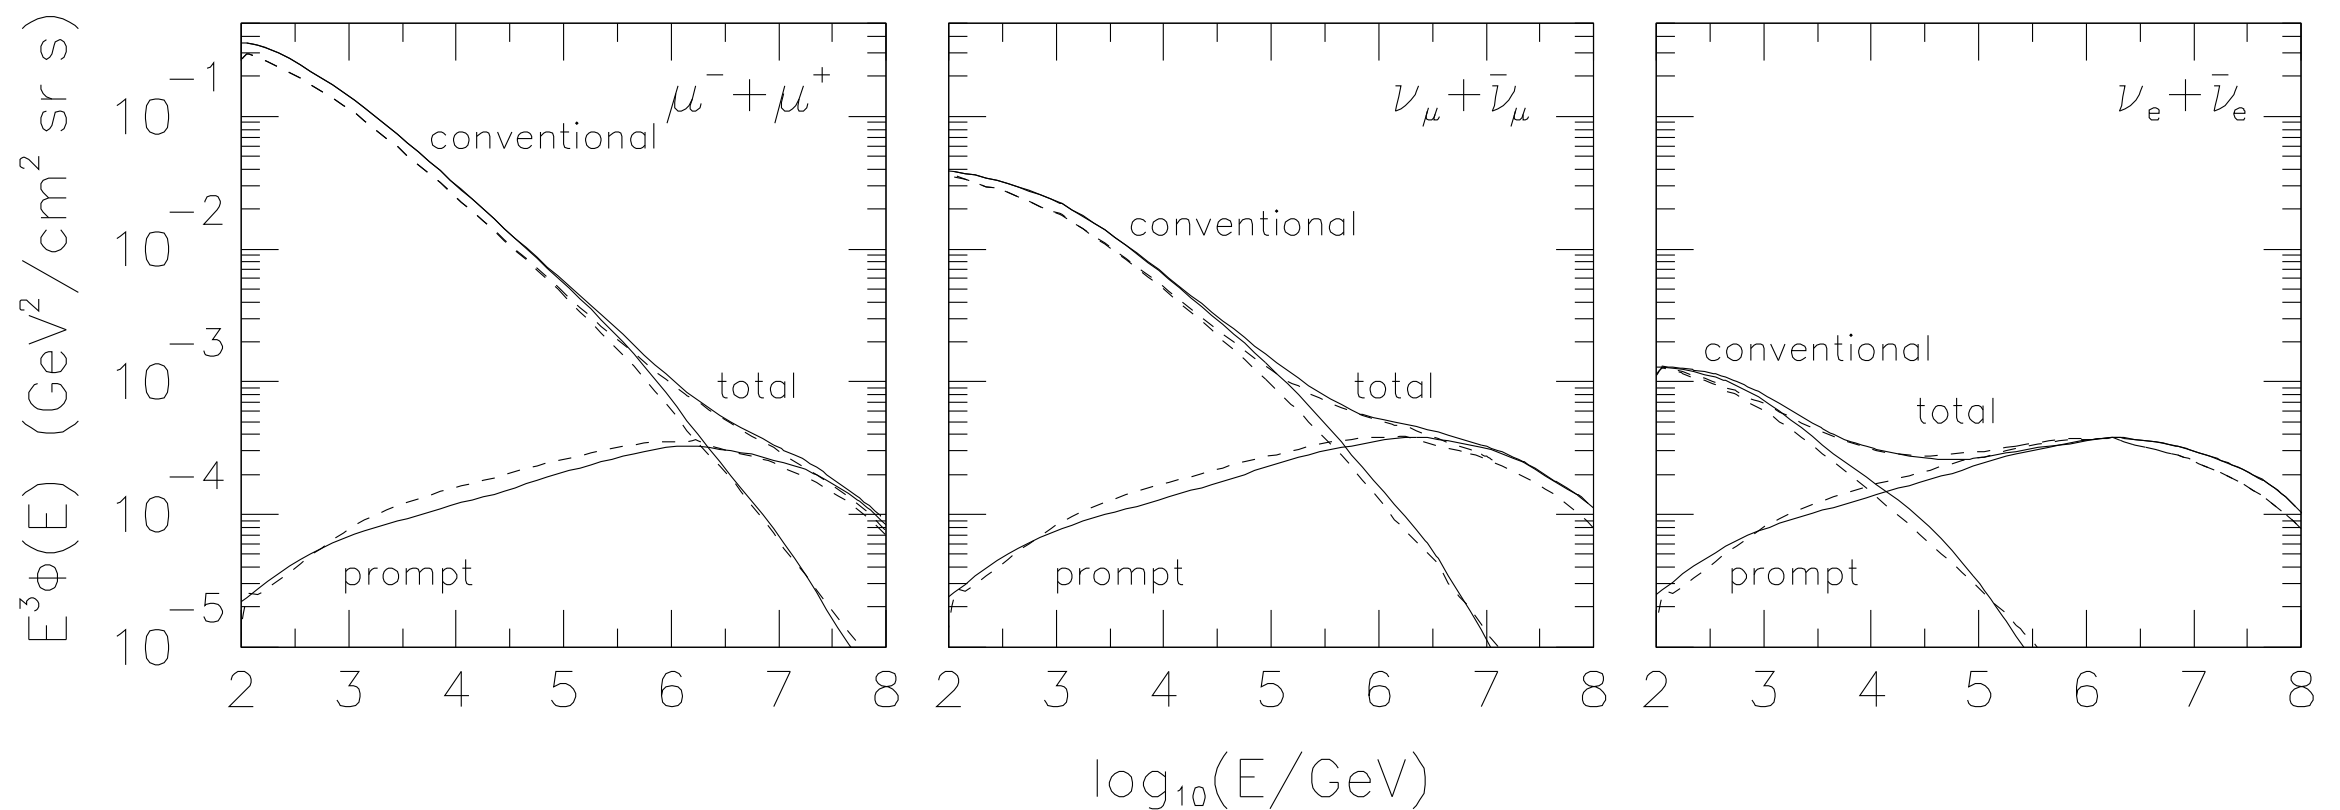 E³ϕ(E) (GeV²/cm² sr s)
10⁻¹
10⁻²
10⁻³
10⁻⁴
10⁻⁵
μ⁻+μ⁺
conventional
total
prompt
2 3 4 5 6 7 8
ν_μ+ν̄_μ
conventional
total
prompt
2 3 4 5 6 7 8
ν_e+ν̄_e
conventional
total
prompt
2 3 4 5 6 7 8
log₁₀(E/GeV)